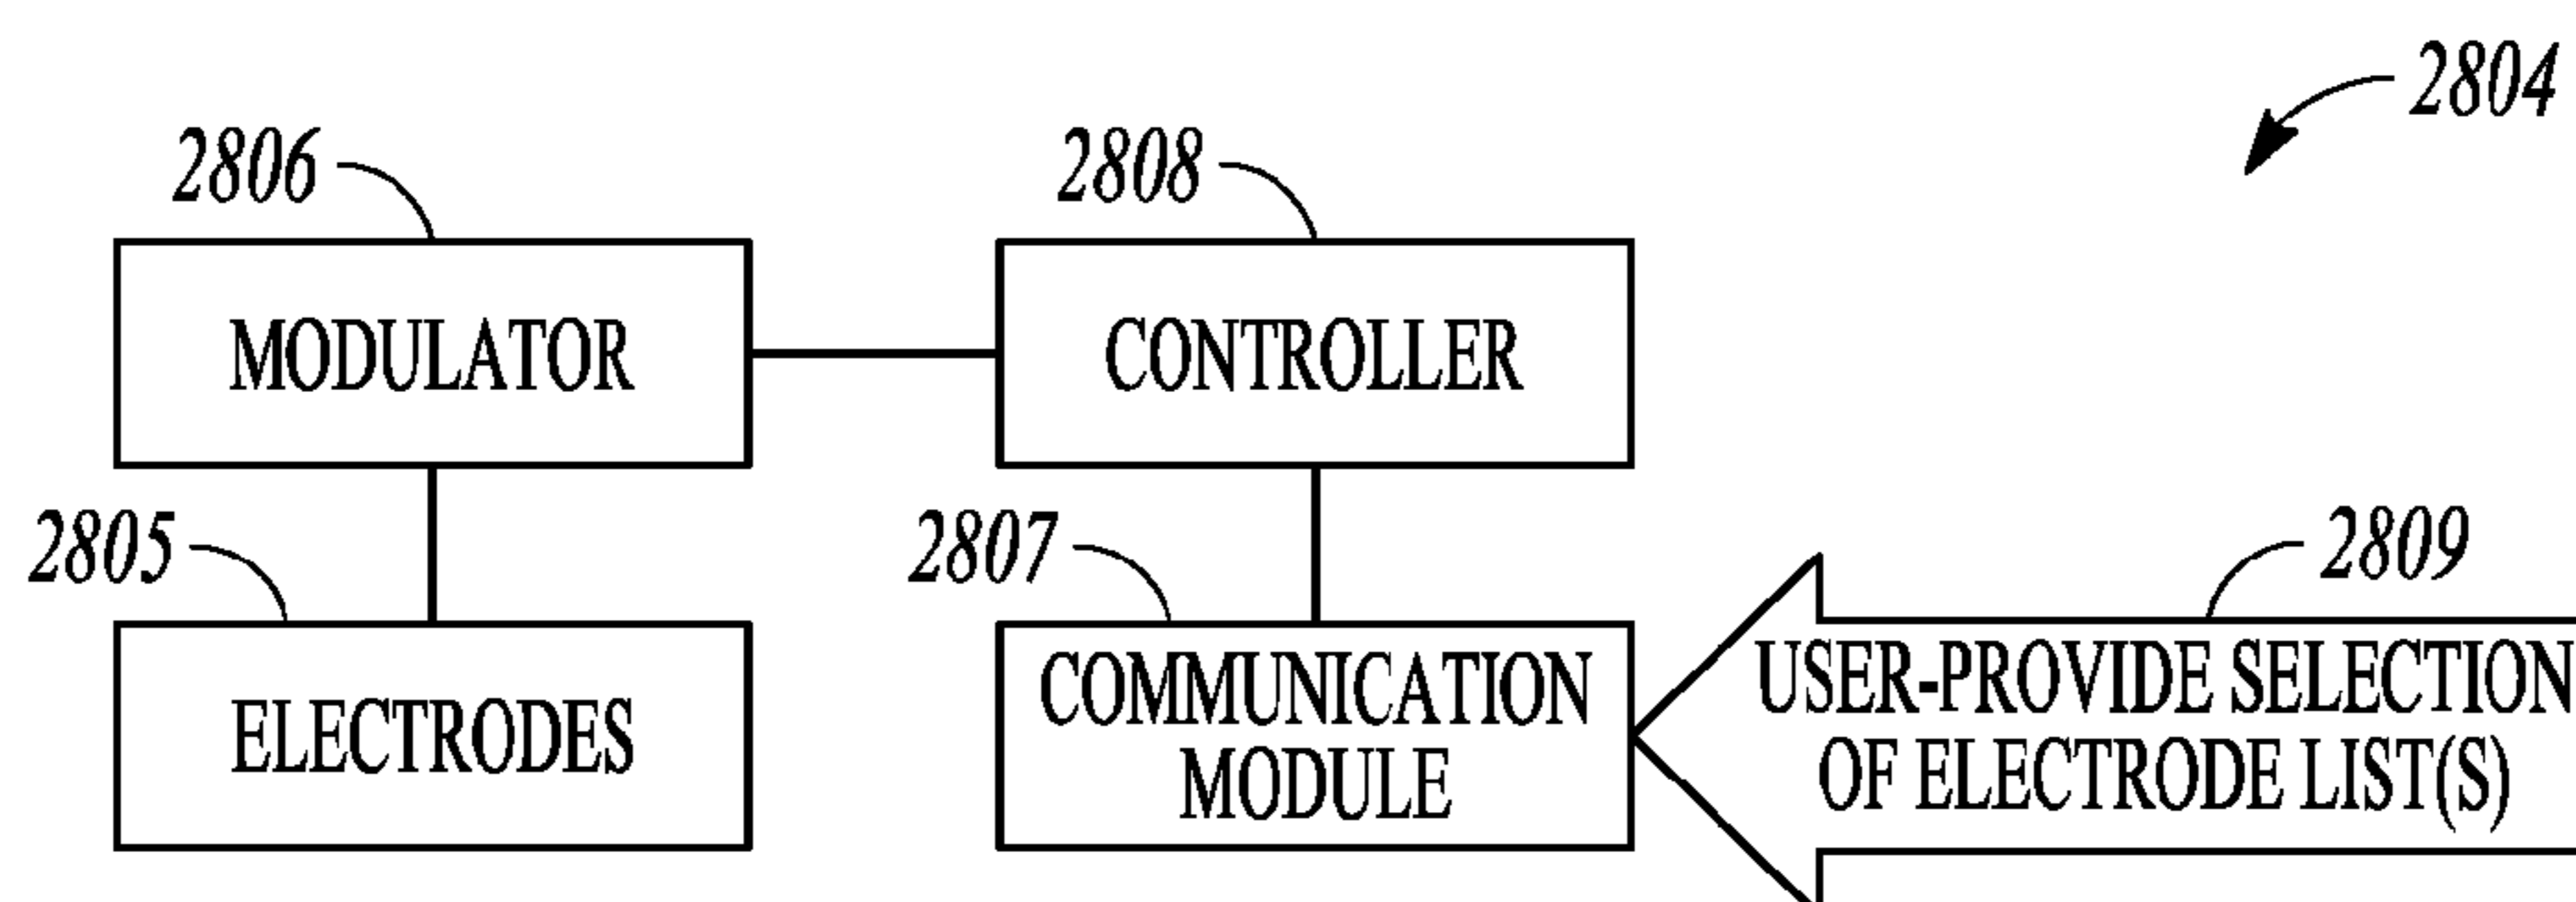 2804
2806
2808
MODULATOR
CONTROLLER
2805
2807
2809
ELECTRODES
COMMUNICATION
MODULE
USER-PROVIDE SELECTION
OF ELECTRODE LIST(S)